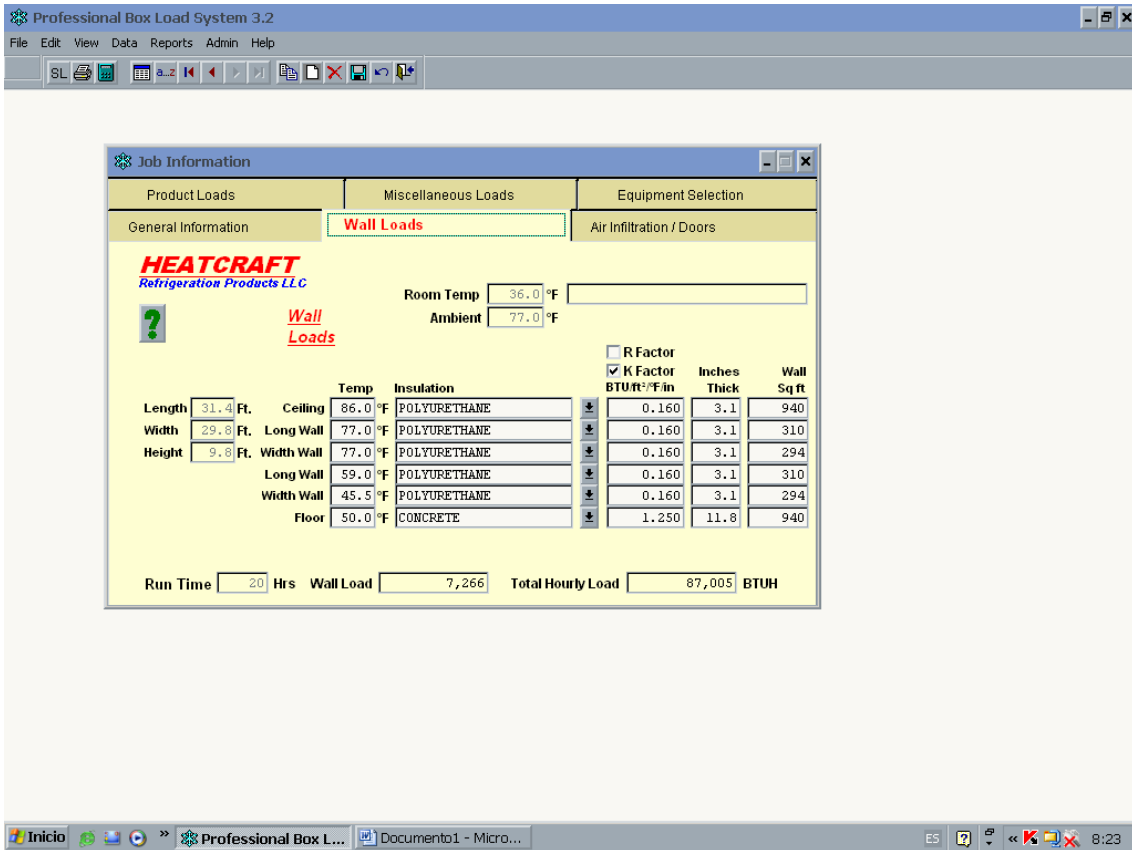 Professional Box Load System 3.2
File Edit View Data Reports Admin Help
SL a...z
Job Information
Product Loads Miscellaneous Loads Equipment Selection
General Information Wall Loads Air Infiltration / Doors
HEATCRAFT
Refrigeration Products LLC
Room Temp 36.0 °F
? Wall Ambient 77.0 °F
Loads
R Factor
K Factor Inches Wall
Temp Insulation BTU/ft²/°F/in Thick Sq ft
Length 31.4 Ft. Ceiling 86.0 °F POLYURETHANE 0.160 3.1 940
Width 29.8 Ft. Long Wall 77.0 °F POLYURETHANE 0.160 3.1 310
Height 9.8 Ft. Width Wall 77.0 °F POLYURETHANE 0.160 3.1 294
Long Wall 59.0 °F POLYURETHANE 0.160 3.1 310
Width Wall 45.5 °F POLYURETHANE 0.160 3.1 294
Floor 50.0 °F CONCRETE 1.250 11.8 940
Run Time 20 Hrs Wall Load 7,266 Total Hourly Load 87,005 BTUH
Inicio » Professional Box L... Documento1 - Micro... ES ? « K 8:23